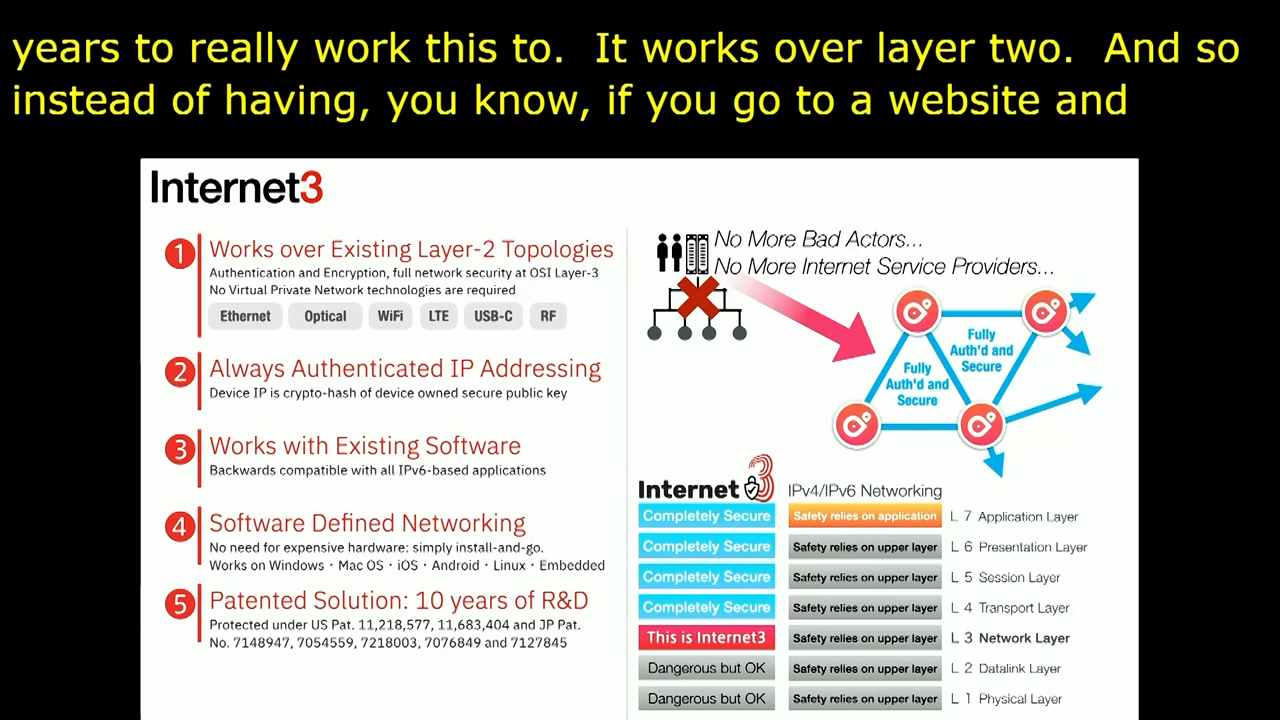 years to really work this to.  It works over layer two.  And so
instead of having, you know, if you go to a website and
Internet3
1
Works over Existing Layer-2 Topologies
Authentication and Encryption, full network security at OSI Layer-3
No Virtual Private Network technologies are required
Ethernet Optical WiFi LTE USB-C RF
2
Always Authenticated IP Addressing
Device IP is crypto-hash of device owned secure public key
3
Works with Existing Software
Backwards compatible with all IPv6-based applications
4
Software Defined Networking
No need for expensive hardware: simply install-and-go.
Works on Windows · Mac OS · iOS · Android · Linux · Embedded
5
Patented Solution: 10 years of R&D
Protected under US Pat. 11,218,577, 11,683,404 and JP Pat.
No. 7148947, 7054559, 7218003, 7076849 and 7127845
No More Bad Actors...
No More Internet Service Providers...
Fully
Auth'd and
Secure
Fully
Auth'd and
Secure
Internet 3 IPv4/IPv6 Networking
Completely Secure Safety relies on application L 7 Application Layer
Completely Secure Safety relies on upper layer L 6 Presentation Layer
Completely Secure Safety relies on upper layer L 5 Session Layer
Completely Secure Safety relies on upper layer L 4 Transport Layer
This is Internet3 Safety relies on upper layer L 3 Network Layer
Dangerous but OK Safety relies on upper layer L 2 Datalink Layer
Dangerous but OK Safety relies on upper layer L 1 Physical Layer